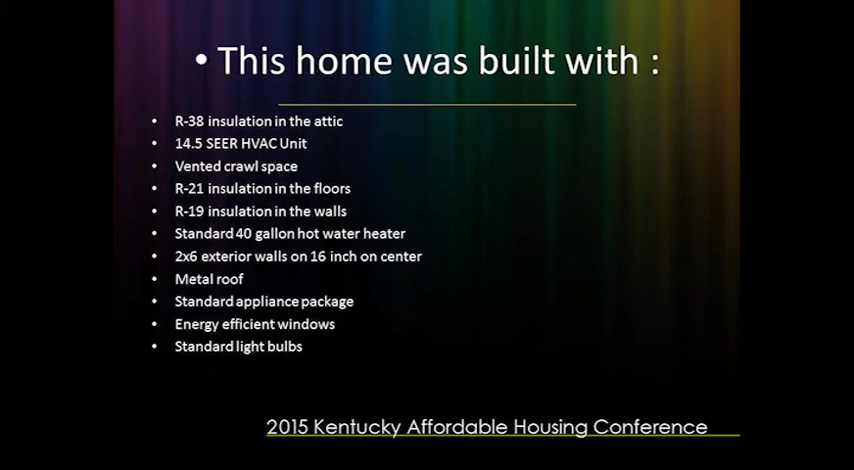 • This home was built with :
• R-38 insulation in the attic
• 14.5 SEER HVAC Unit
• Vented crawl space
• R-21 insulation in the floors
• R-19 insulation in the walls
• Standard 40 gallon hot water heater
• 2x6 exterior walls on 16 inch on center
• Metal roof
• Standard appliance package
• Energy efficient windows
• Standard light bulbs
2015 Kentucky Affordable Housing Conference